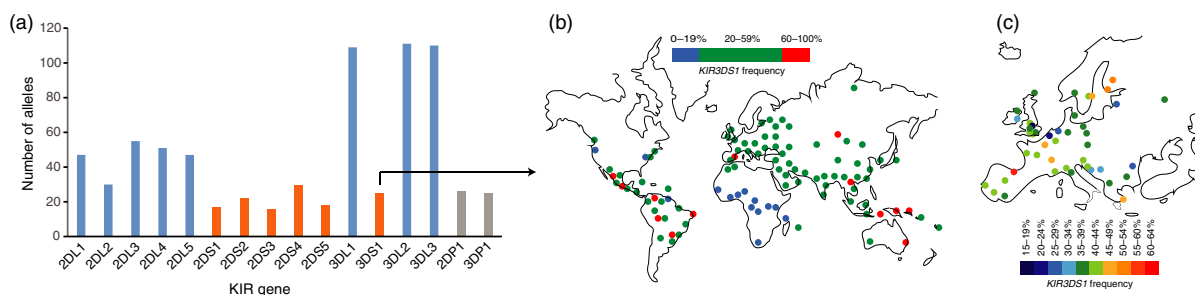 (a)
Number of alleles
120
100
80
60
40
20
0
2DL1 2DL2 2DL3 2DL4 2DL5 2DS1 2DS2 2DS3 2DS4 2DS5 3DL1 3DS1 3DL2 3DL3 2DP1 3DP1
KIR gene
(b)
0–19% 20–59% 60–100%
KIR3DS1 frequency
(c)
15–19% 20–24% 25–29% 30–34% 35–39% 40–44% 45–49% 50–54% 55–60% 60–64%
KIR3DS1 frequency